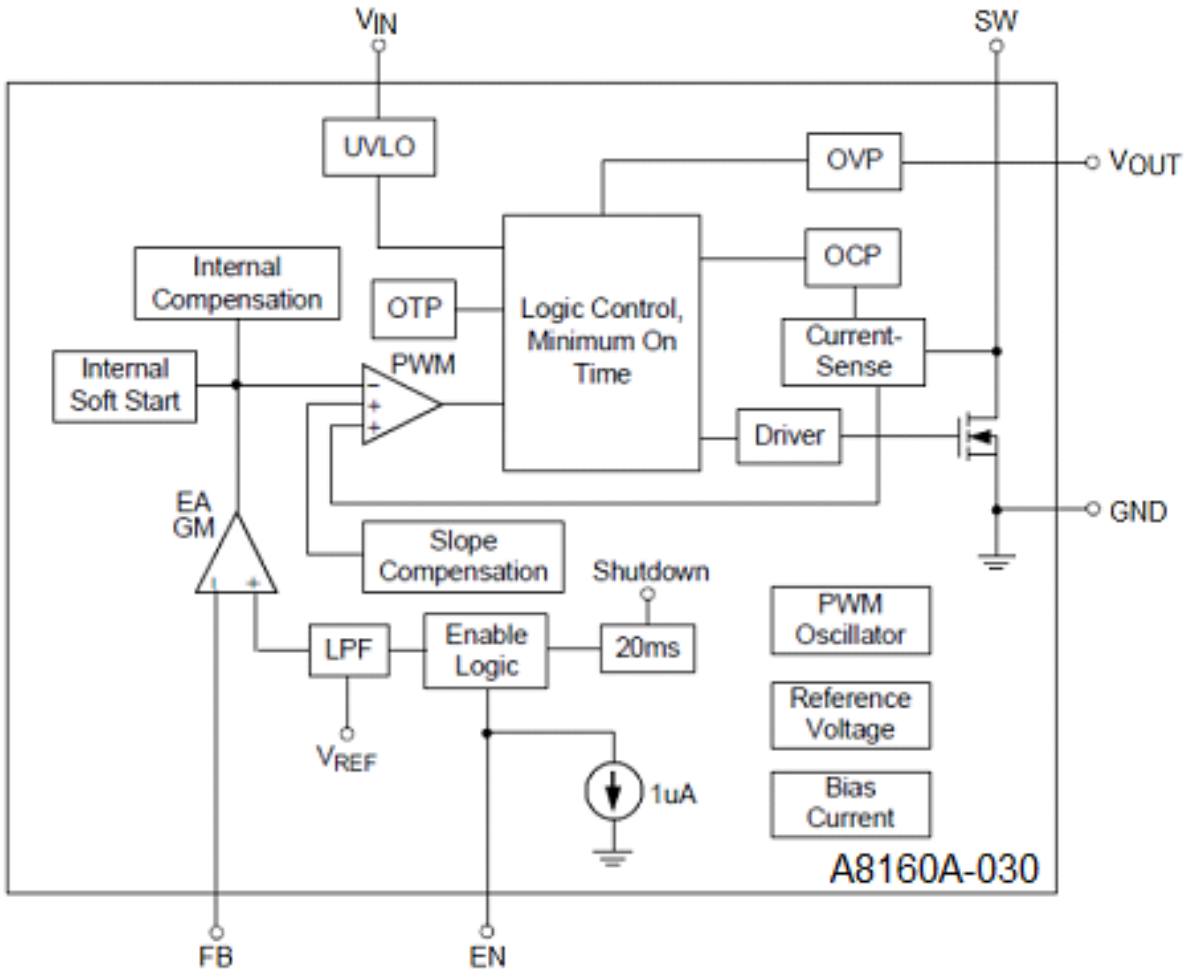 VIN
SW
UVLO
OVP
VOUT
Internal
Compensation
OCP
OTP
Logic Control,
Minimum On
Time
Current-
Sense
Internal
Soft Start
PWM
−
+
+
Driver
EA
GM
GND
Slope
Compensation
Shutdown
− +
PWM
Oscillator
LPF
Enable
Logic
20ms
VREF
Reference
Voltage
1uA
Bias
Current
A8160A-030
FB
EN